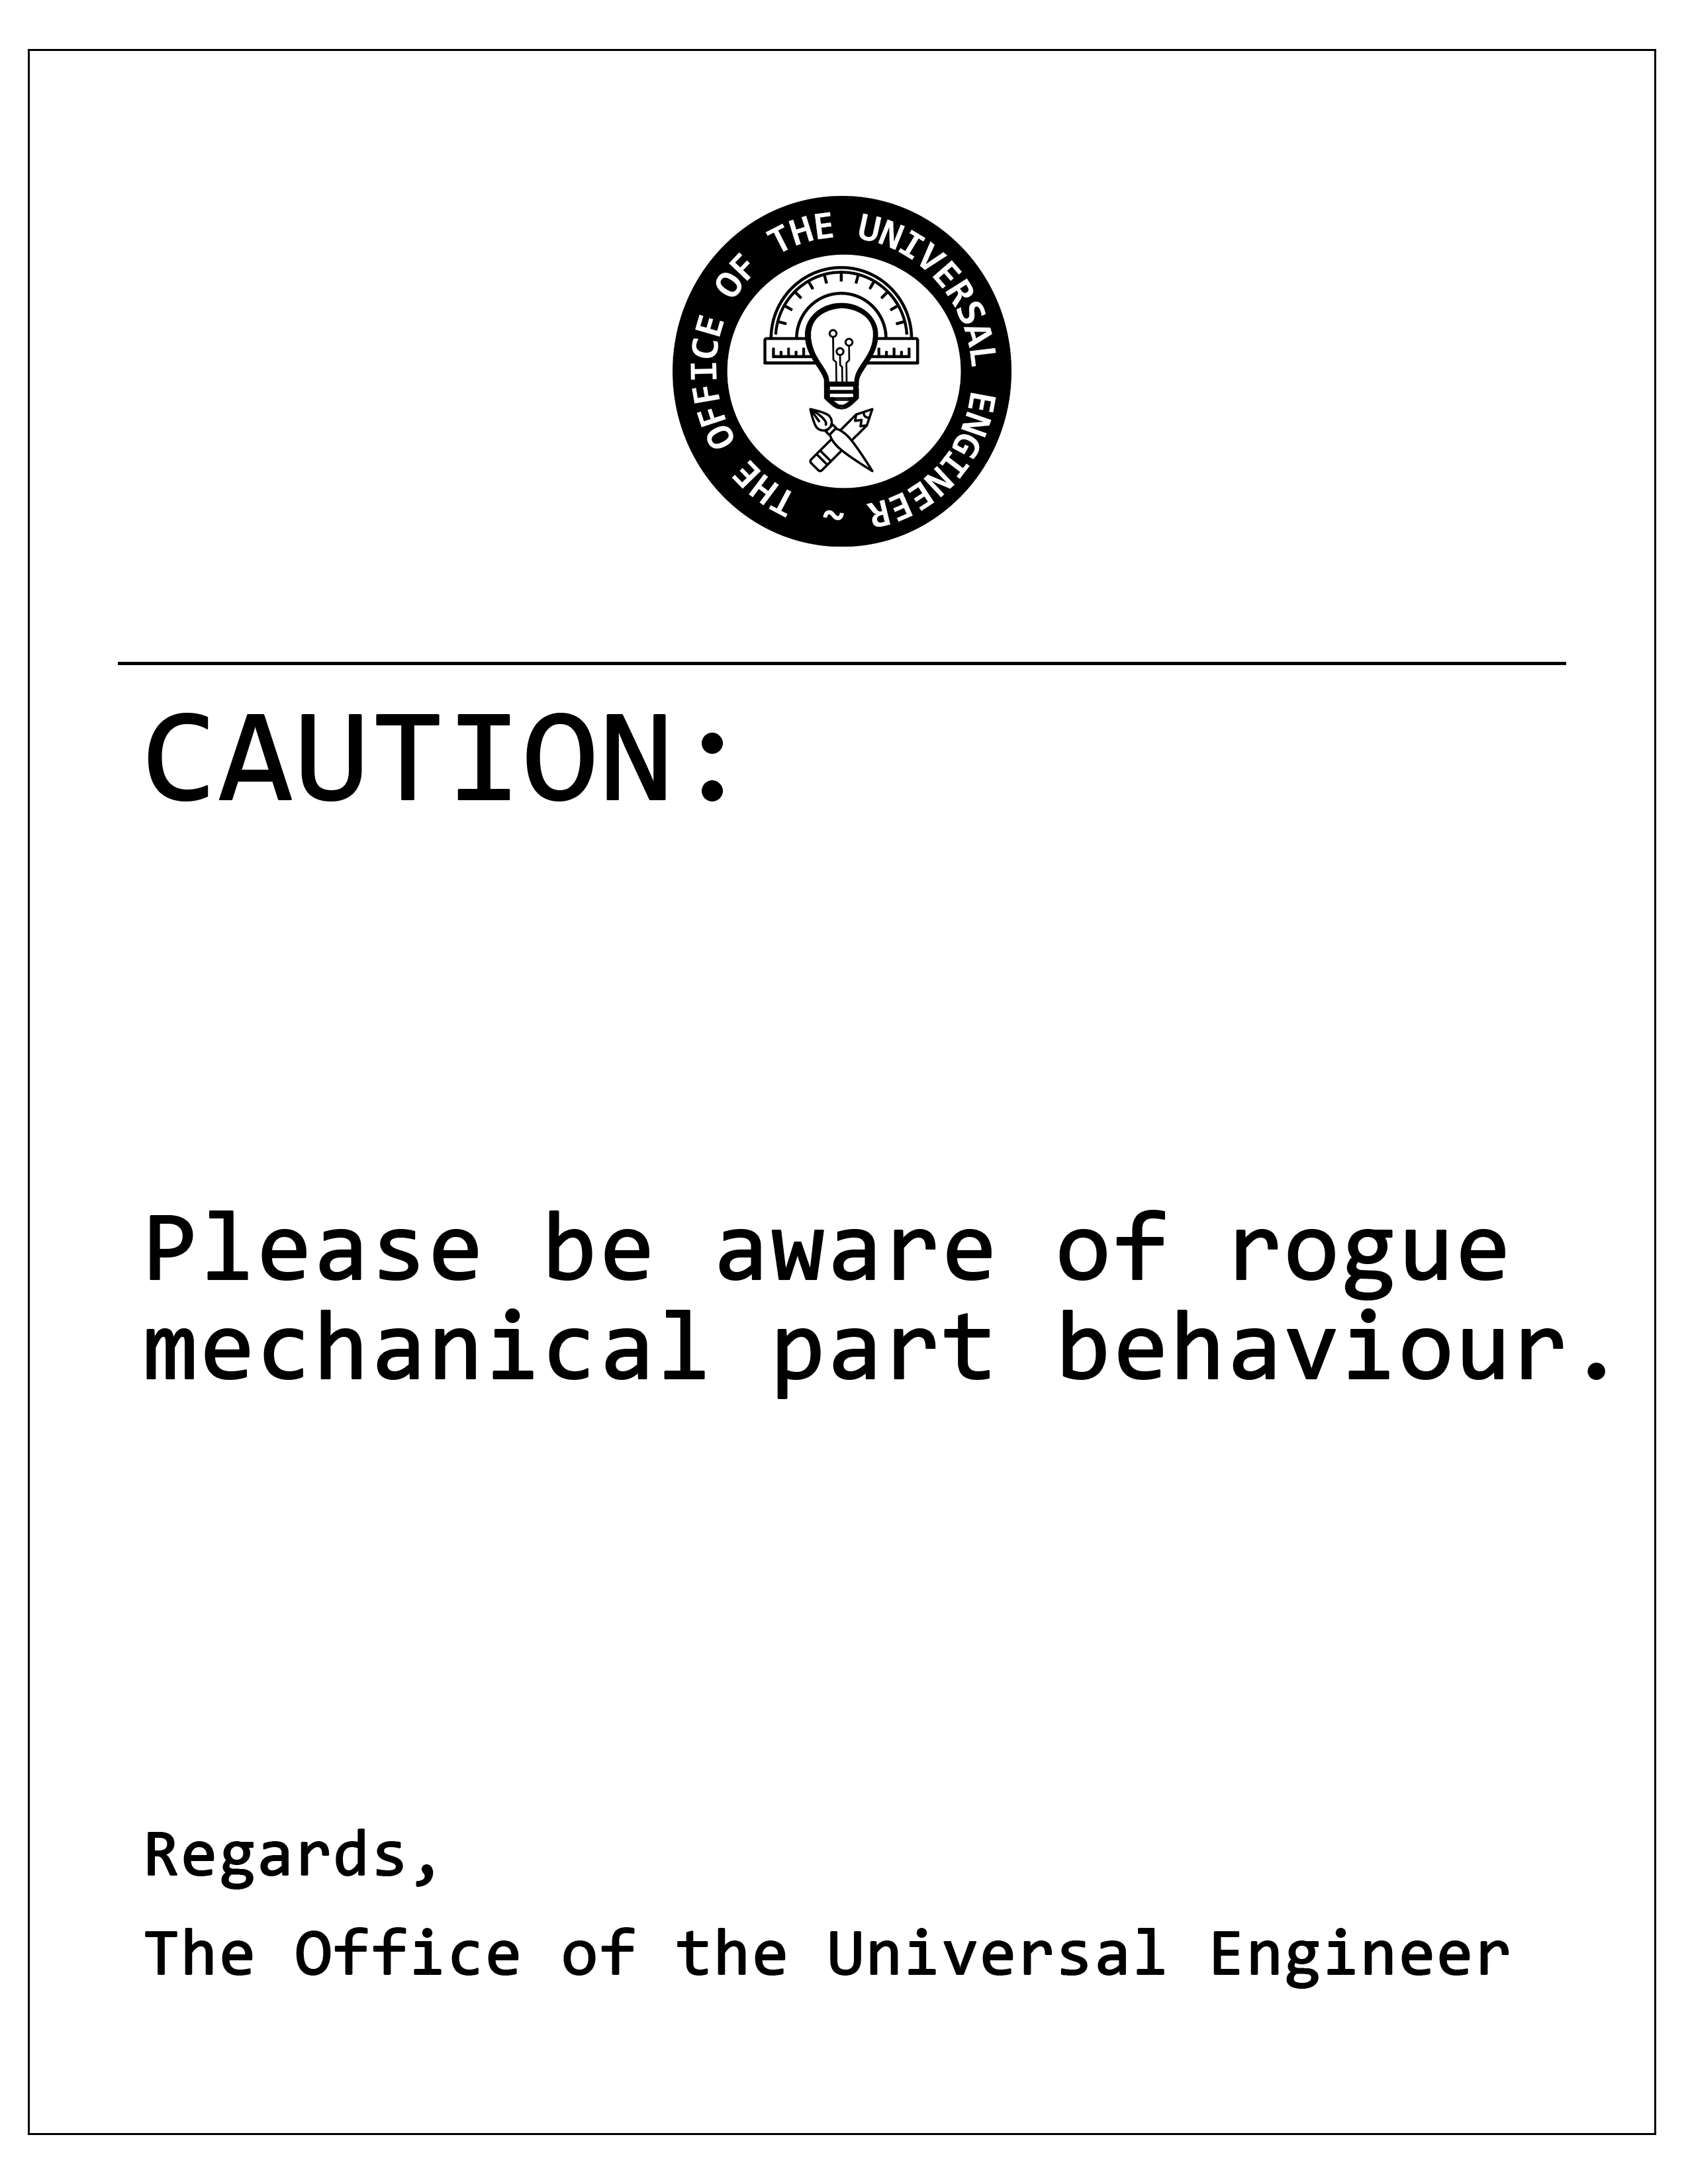 THE OFFICE OF THE UNIVERSAL ENGINEER ~
CAUTION:
Please be aware of rogue
mechanical part behaviour.
Regards,
The Office of the Universal Engineer